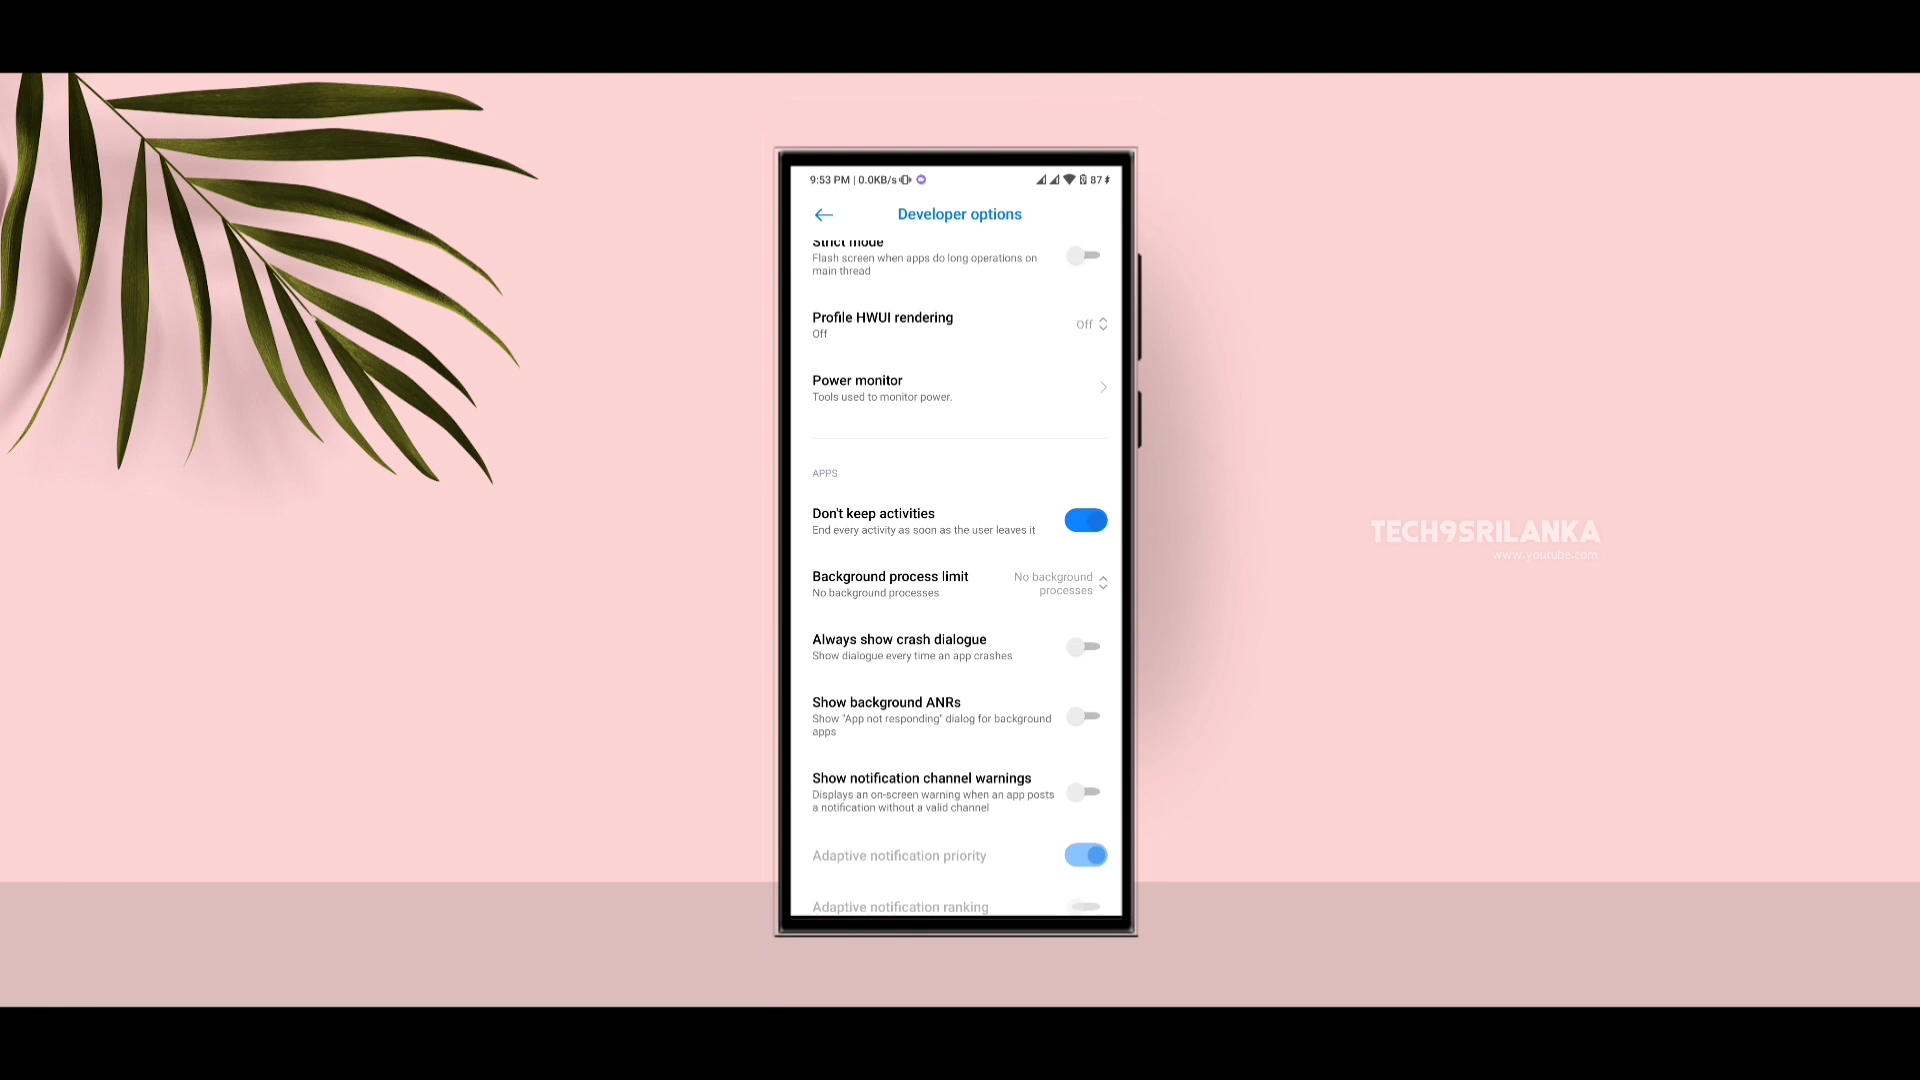 9:53 PM | 0.0KB/s
87
Developer options
Strict mode
Flash screen when apps do long operations on
main thread
Profile HWUI rendering
Off
Off
Power monitor
Tools used to monitor power.
APPS
Don't keep activities
End every activity as soon as the user leaves it
Background process limit
No background processes
No background
processes
Always show crash dialogue
Show dialogue every time an app crashes
Show background ANRs
Show "App not responding" dialog for background
apps
Show notification channel warnings
Displays an on-screen warning when an app posts
a notification without a valid channel
Adaptive notification priority
Adaptive notification ranking
TECH9SRILANKA
www.youtube.com